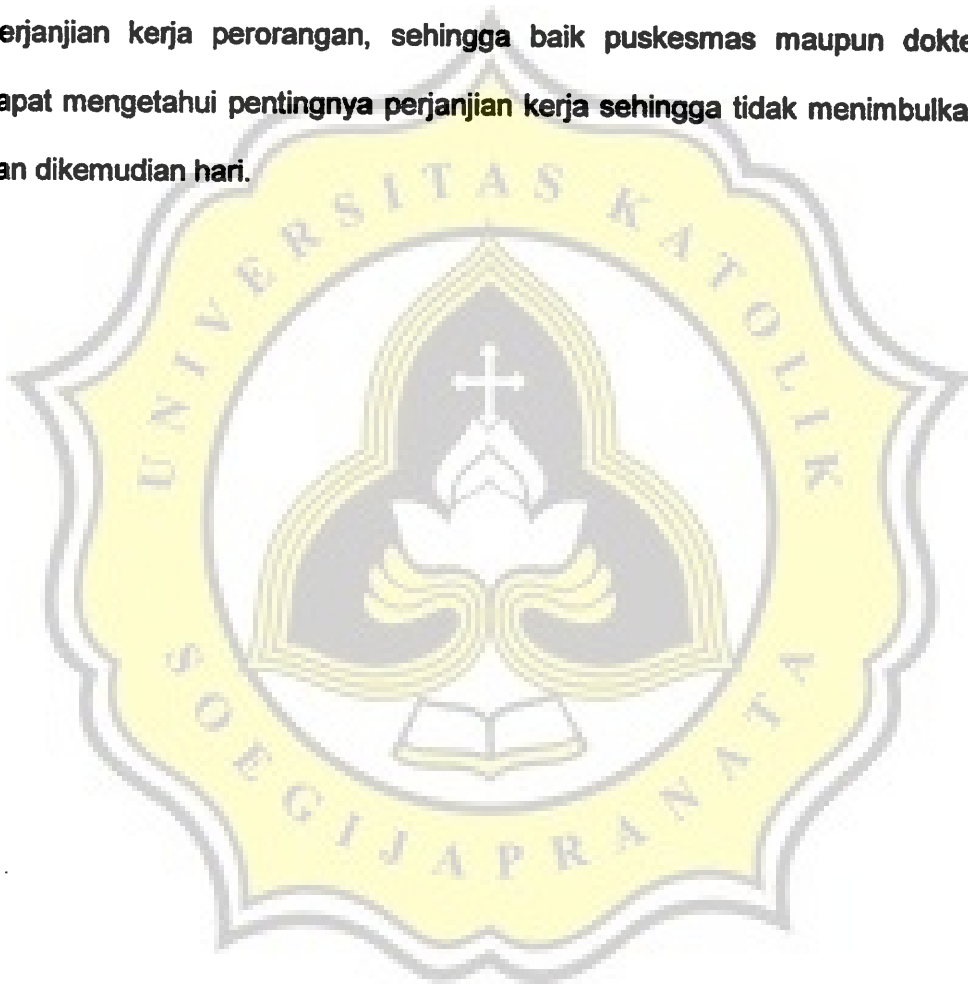 erjanjian kerja perorangan, sehingga baik puskesmas maupun dokte
apat mengetahui pentingnya perjanjian kerja sehingga tidak menimbulka
an dikemudian hari.
UNIVERSITAS KATOLIK
SOEGIJAPRANATA